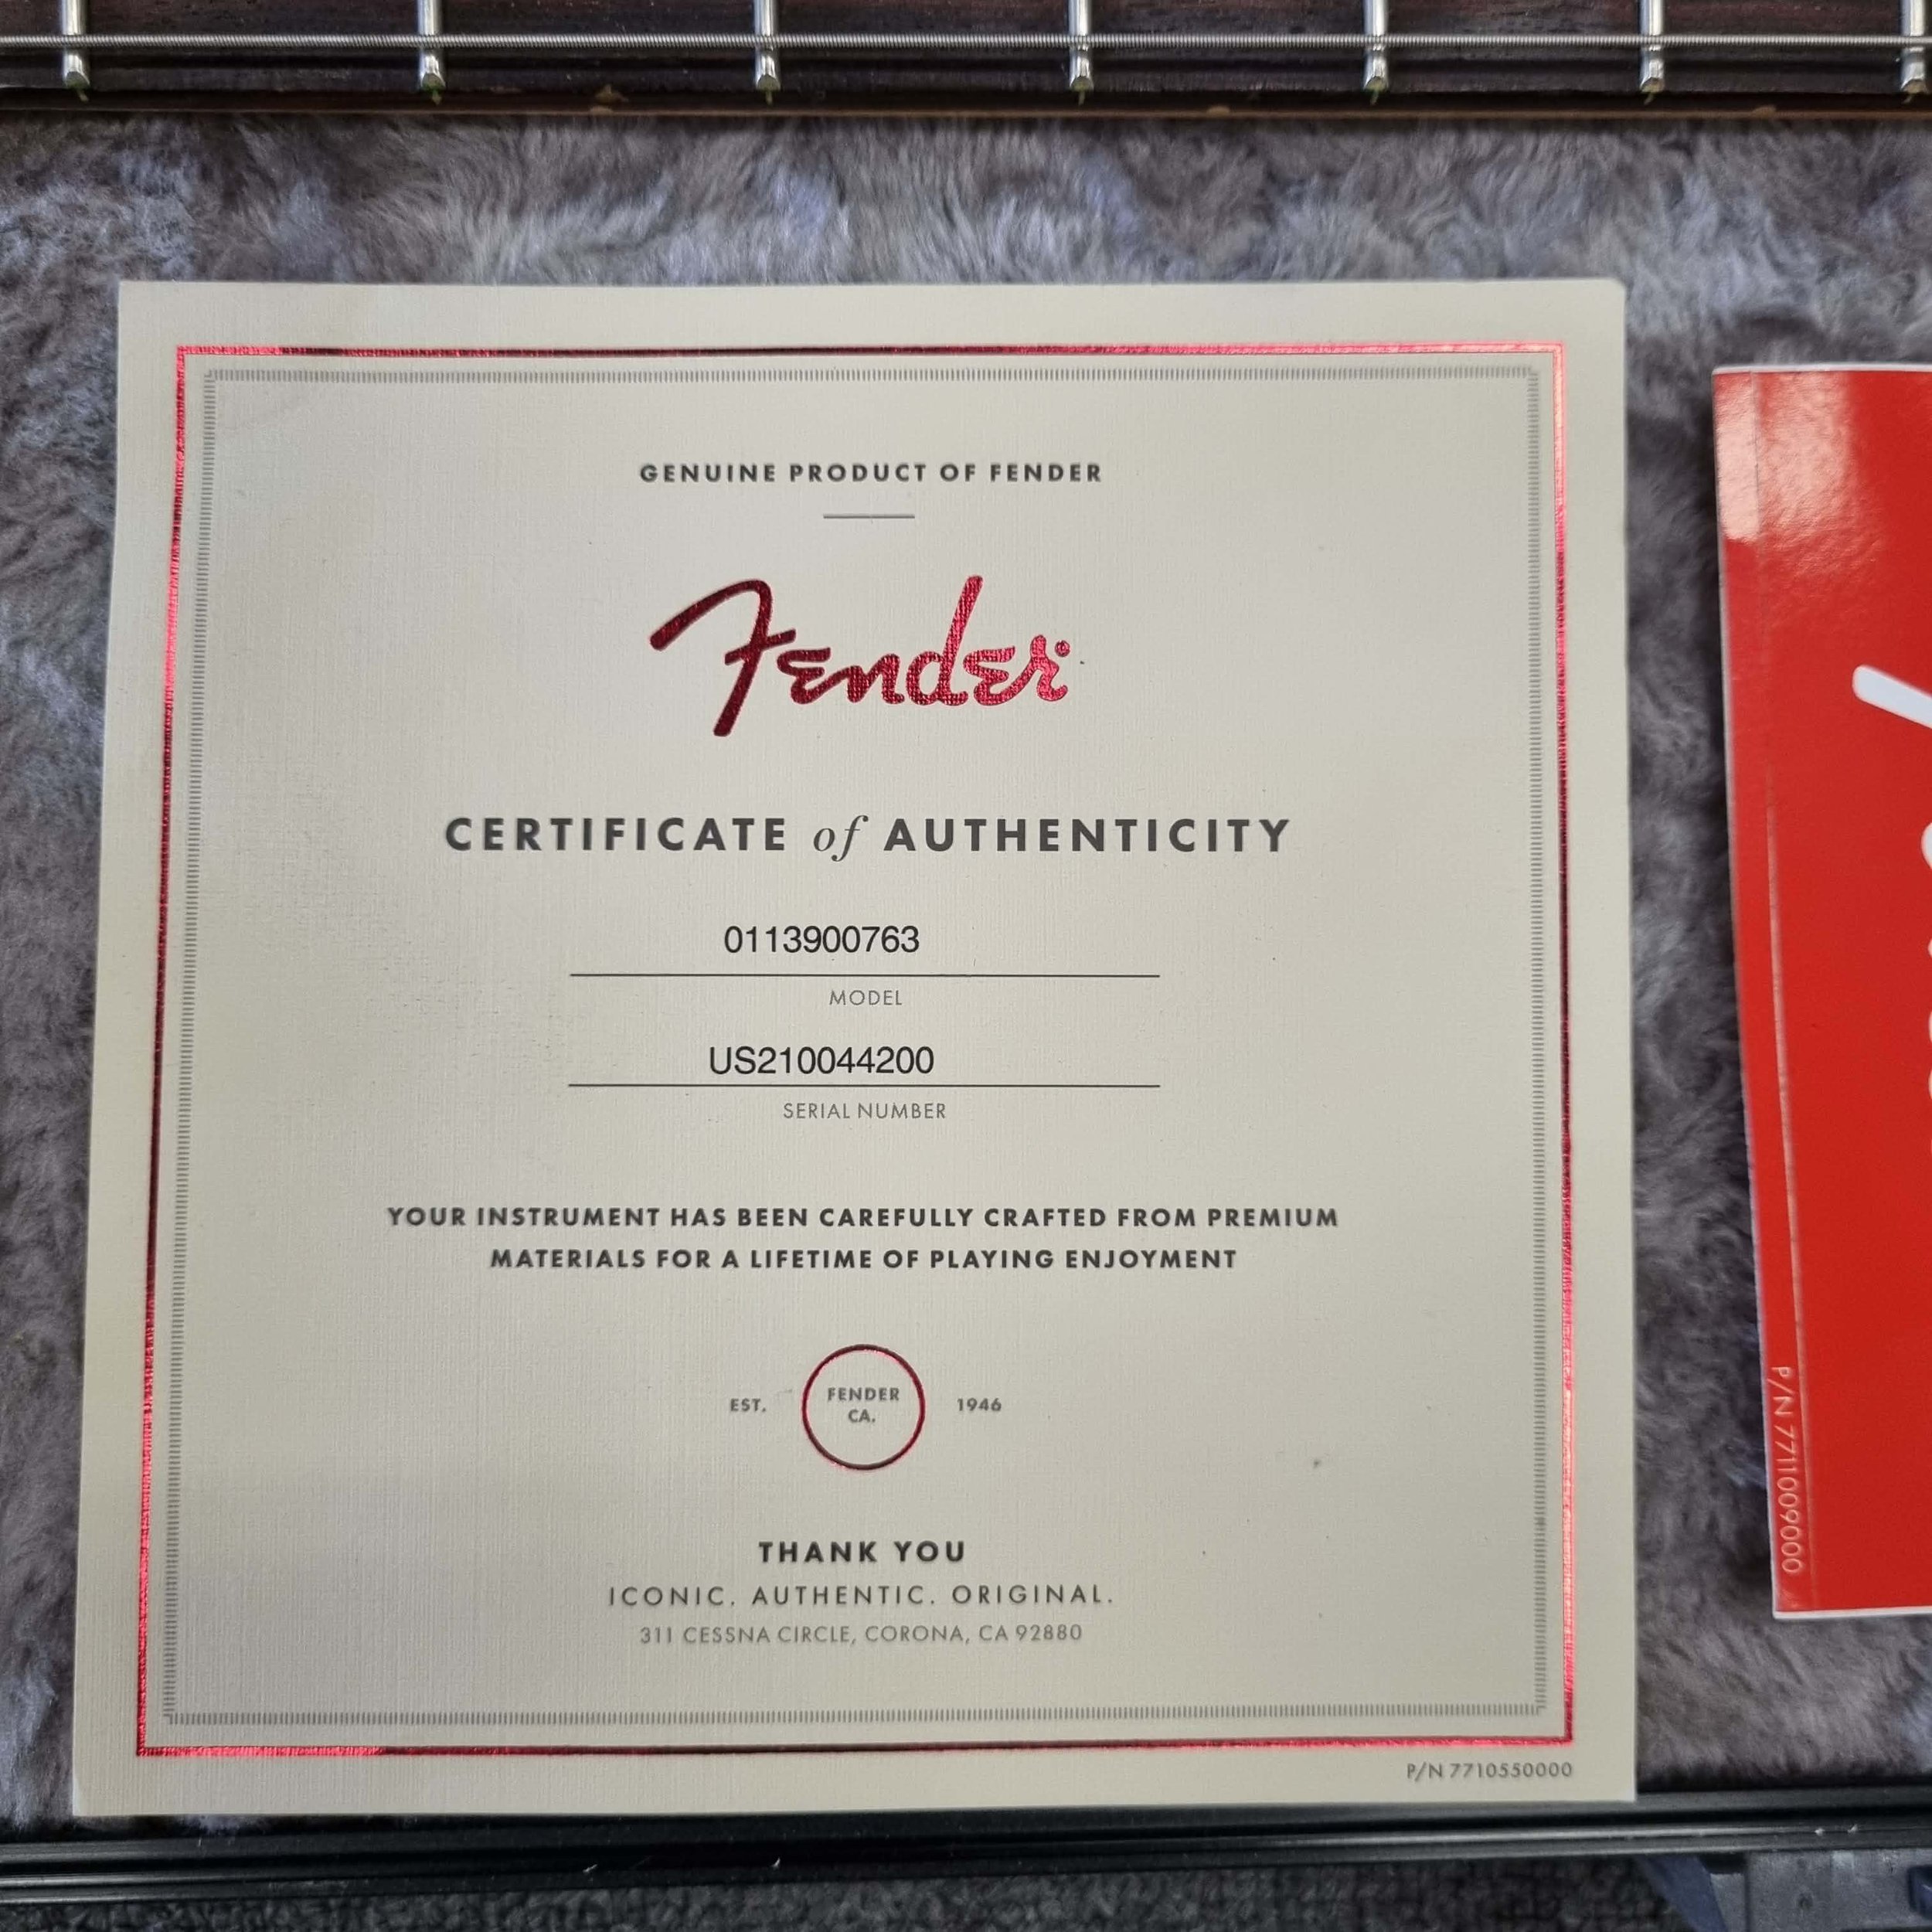 GENUINE PRODUCT OF FENDER
Fender
CERTIFICATE of AUTHENTICITY
0113900763
MODEL
US210044200
SERIAL NUMBER
YOUR INSTRUMENT HAS BEEN CAREFULLY CRAFTED FROM PREMIUM
MATERIALS FOR A LIFETIME OF PLAYING ENJOYMENT
EST. FENDER CA. 1946
THANK YOU
ICONIC. AUTHENTIC. ORIGINAL.
311 CESSNA CIRCLE, CORONA, CA 92880
P/N 7710550000
P/N 7711009000